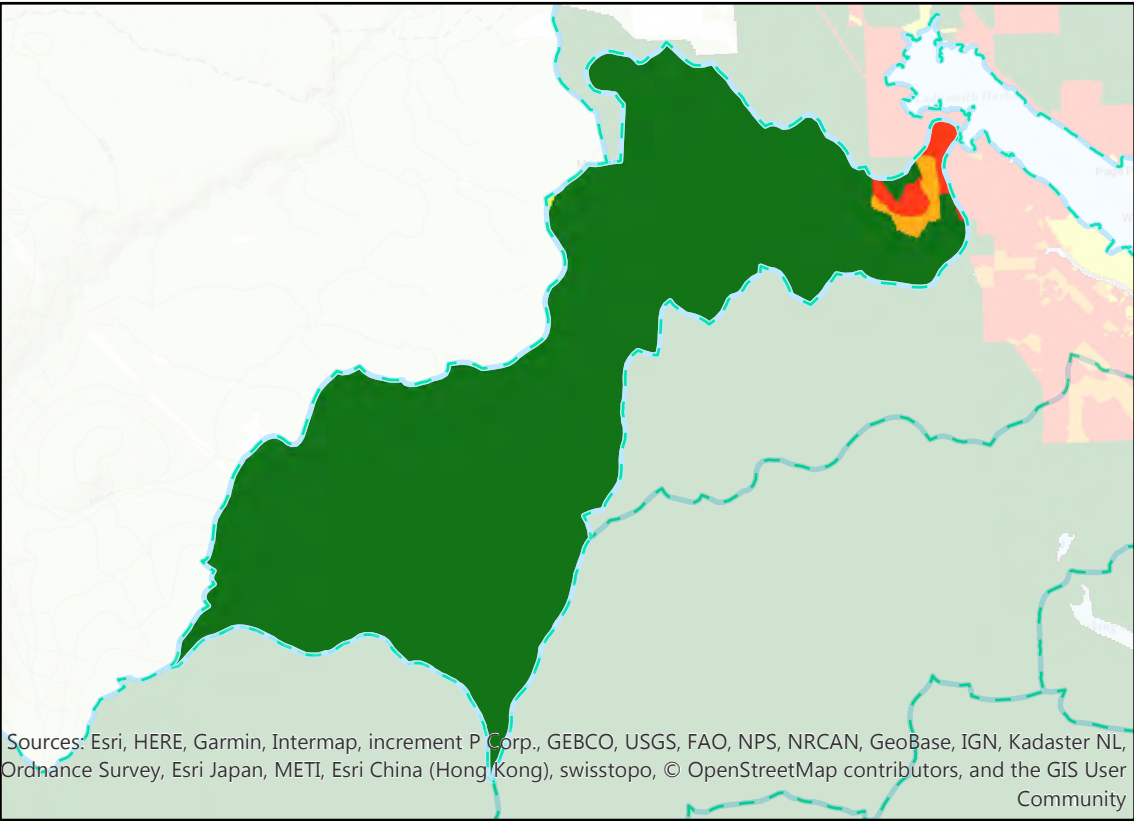 Sources: Esri, HERE, Garmin, Intermap, increment P Corp., GEBCO, USGS, FAO, NPS, NRCAN, GeoBase, IGN, Kadaster NL,
Ordnance Survey, Esri Japan, METI, Esri China (Hong Kong), swisstopo, © OpenStreetMap contributors, and the GIS User
Community